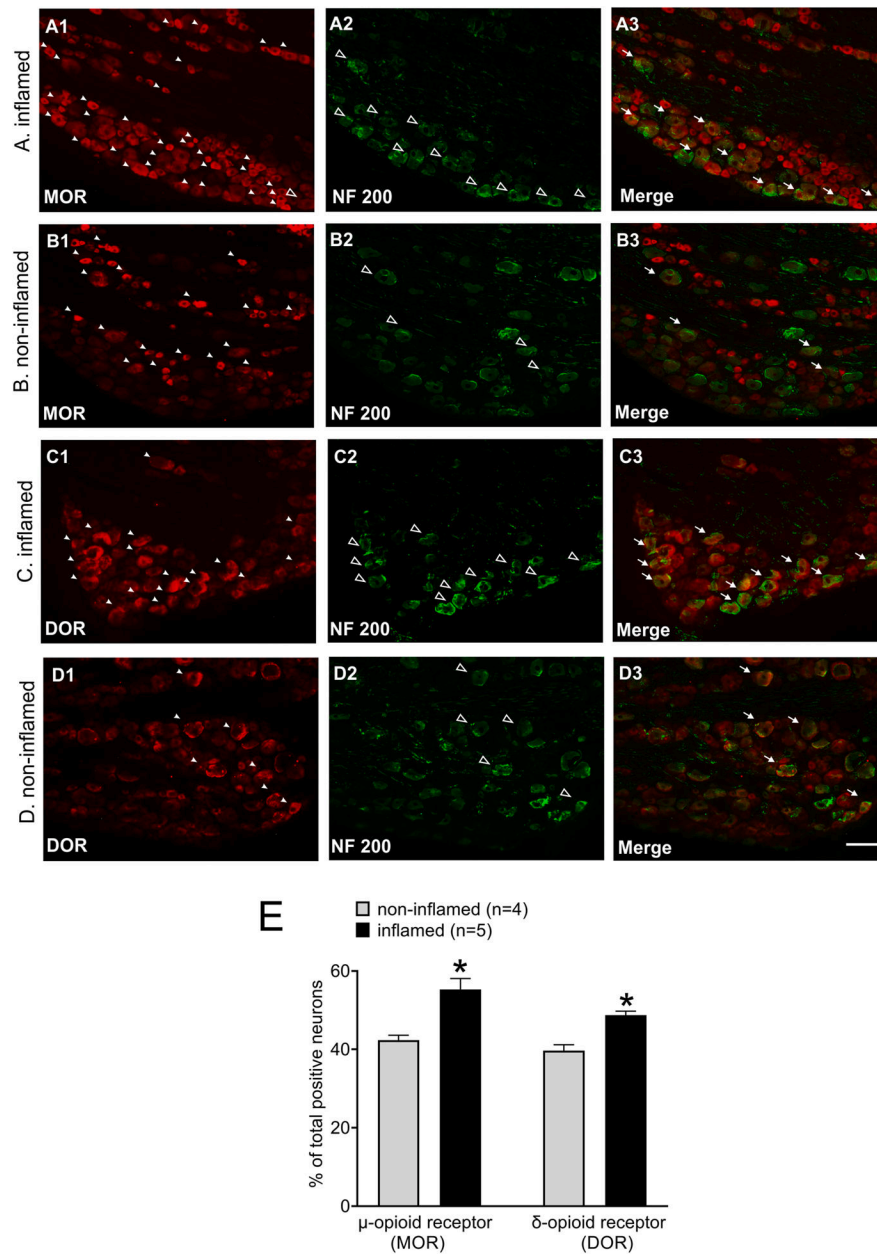 A. inflamed
A1
MOR
A2
NF 200
A3
Merge
B. non-inflamed
B1
MOR
B2
NF 200
B3
Merge
C. inflamed
C1
DOR
C2
NF 200
C3
Merge
D. non-inflamed
D1
DOR
D2
NF 200
D3
Merge
E
non-inflamed (n=4)
inflamed (n=5)
% of total positive neurons
60
40
20
0
*
*
μ-opioid receptor
(MOR)
δ-opioid receptor
(DOR)